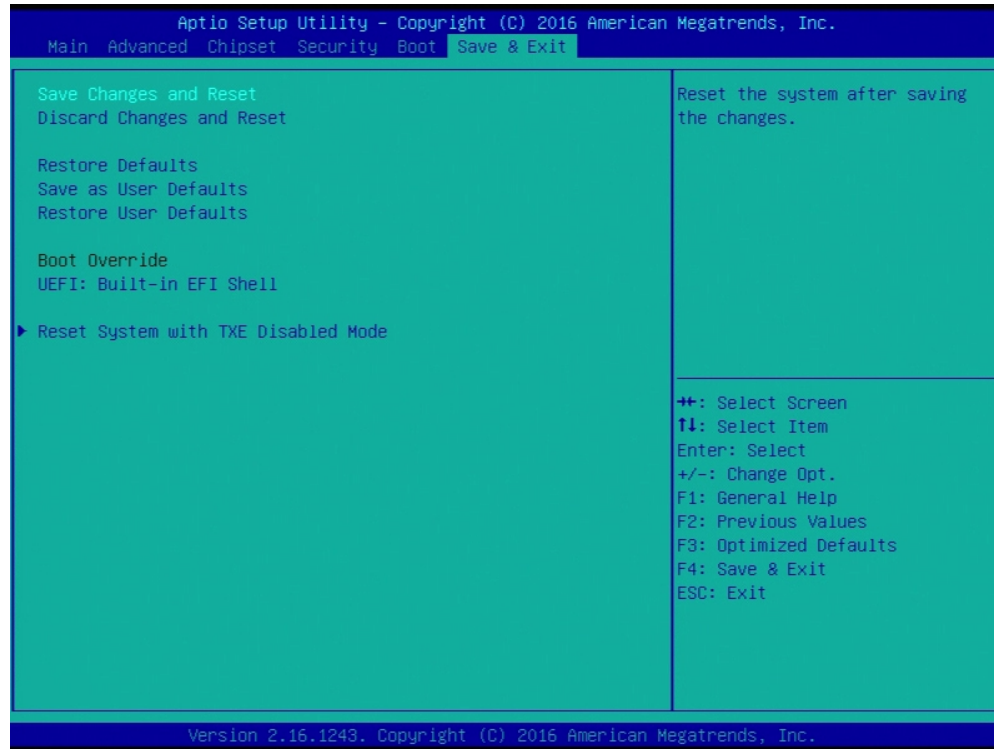 Aptio Setup Utility – Copyright (C) 2016 American Megatrends, Inc.
Main Advanced Chipset Security Boot Save & Exit
Save Changes and Reset
Discard Changes and Reset
Restore Defaults
Save as User Defaults
Restore User Defaults
Boot Override
UEFI: Built-in EFI Shell
Reset System with TXE Disabled Mode
Reset the system after saving
the changes.
→←: Select Screen
↑↓: Select Item
Enter: Select
+/-: Change Opt.
F1: General Help
F2: Previous Values
F3: Optimized Defaults
F4: Save & Exit
ESC: Exit
Version 2.16.1243. Copyright (C) 2016 American Megatrends, Inc.